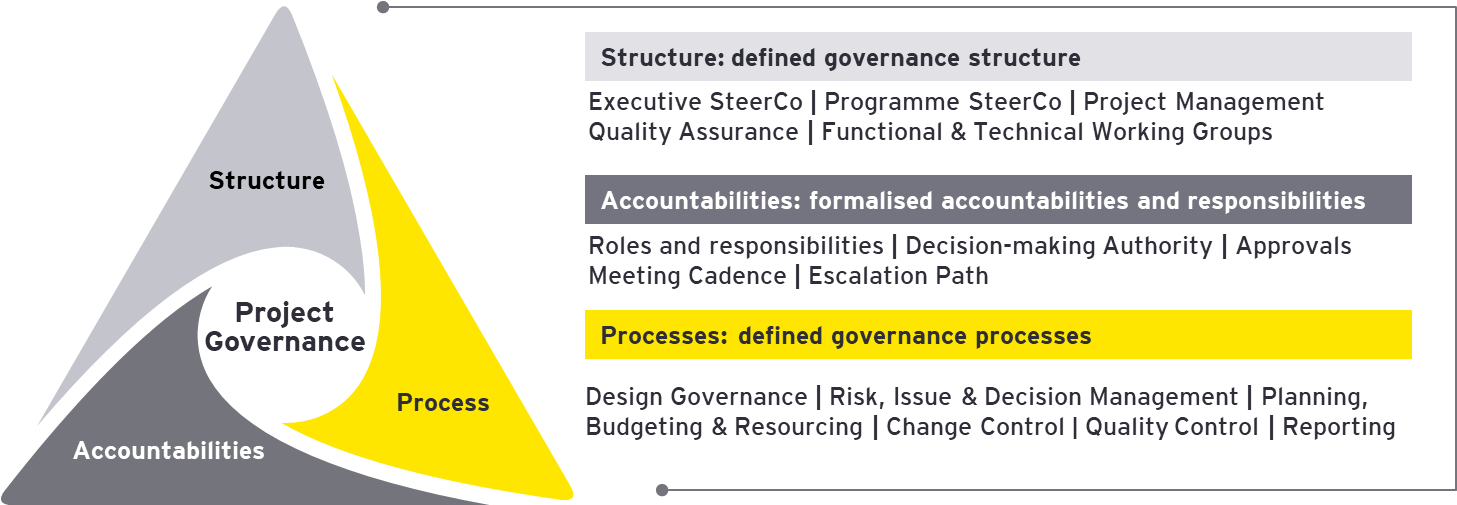 Structure
Project
Governance
Process
Accountabilities
Structure: defined governance structure
Executive SteerCo | Programme SteerCo | Project Management
Quality Assurance | Functional & Technical Working Groups
Accountabilities: formalised accountabilities and responsibilities
Roles and responsibilities | Decision-making Authority | Approvals
Meeting Cadence | Escalation Path
Processes: defined governance processes
Design Governance | Risk, Issue & Decision Management | Planning,
Budgeting & Resourcing | Change Control | Quality Control | Reporting